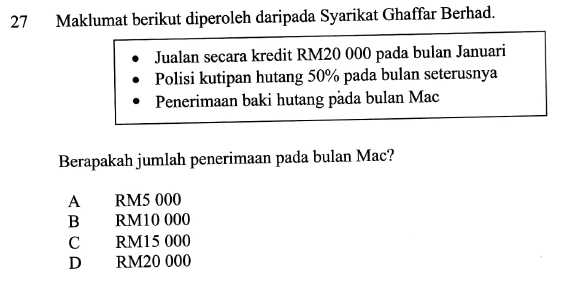 27 Maklumat berikut diperoleh daripada Syarikat Ghaffar Berhad.
• Jualan secara kredit RM20 000 pada bulan Januari
• Polisi kutipan hutang 50% pada bulan seterusnya
• Penerimaan baki hutang pada bulan Mac
Berapakah jumlah penerimaan pada bulan Mac?
A RM5 000
B RM10 000
C RM15 000
D RM20 000